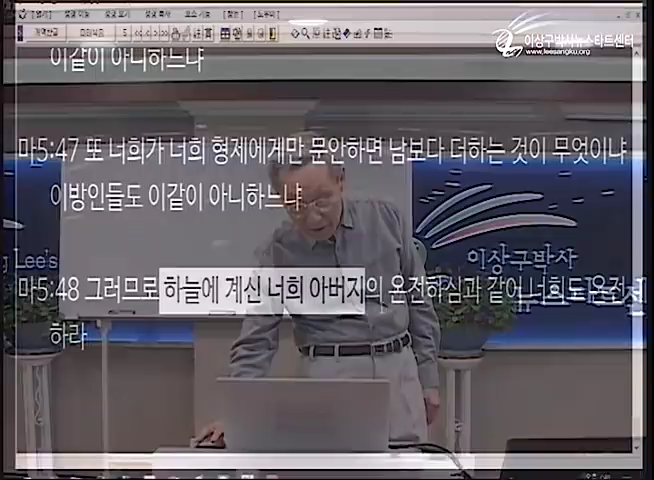 이상구박사뉴스타트센터
www.leesangku.org
이같이 아니하느냐
마5:47 또 너희가 너희 형제에게만 문안하면 남보다 더하는 것이 무엇이냐
이방인들도 이같이 아니하느냐
이상구박사
Lee's
마5:48 그러므로 하늘에 계신 너희 아버지의 온전하심과 같이 너희도 온전
하라